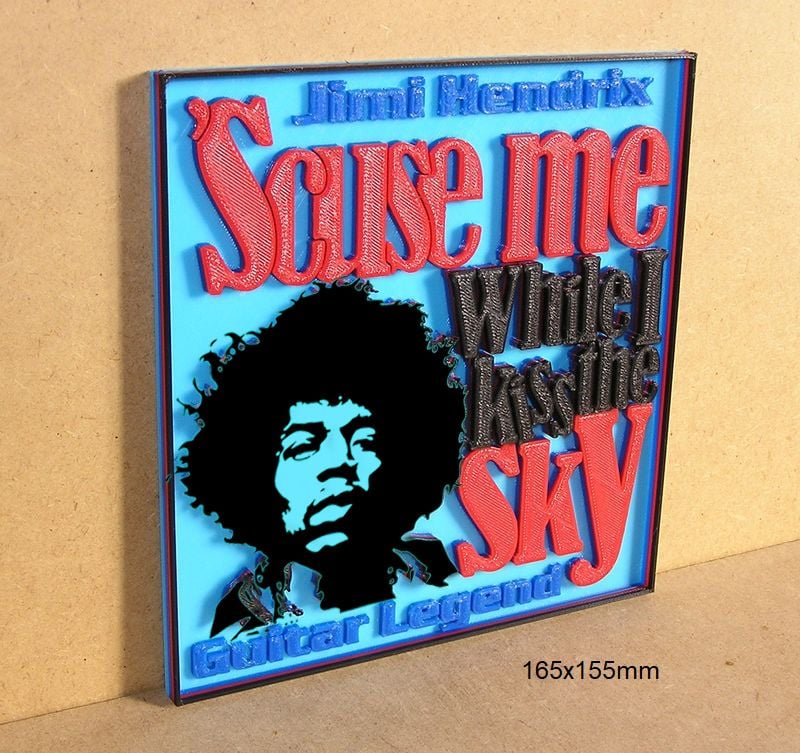 Jimi Hendrix
'Scuse me
While I
kiss the
sky
Guitar Legend
165x155mm